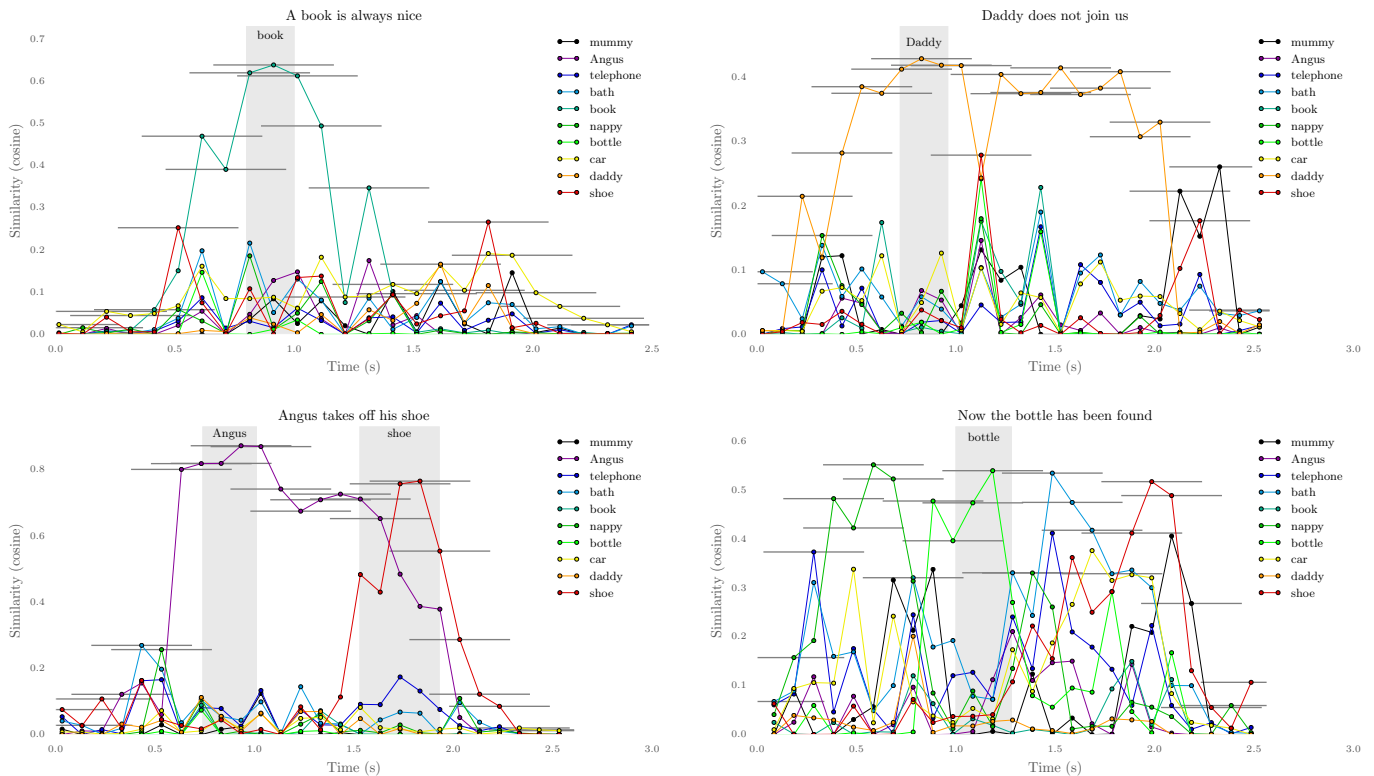 A book is always nice
book
Similarity (cosine)
0.7
0.6
0.5
0.4
0.3
0.2
0.1
0.0
0.0 0.5 1.0 1.5 2.0 2.5
Time (s)
mummy
Angus
telephone
bath
book
nappy
bottle
car
daddy
shoe
Daddy does not join us
Daddy
Similarity (cosine)
0.4
0.3
0.2
0.1
0.0
0.0 0.5 1.0 1.5 2.0 2.5 3.0
Time (s)
mummy
Angus
telephone
bath
book
nappy
bottle
car
daddy
shoe
Angus takes off his shoe
Angus shoe
Similarity (cosine)
0.8
0.6
0.4
0.2
0.0
0.0 0.5 1.0 1.5 2.0 2.5 3.0
Time (s)
mummy
Angus
telephone
bath
book
nappy
bottle
car
daddy
shoe
Now the bottle has been found
bottle
Similarity (cosine)
0.6
0.5
0.4
0.3
0.2
0.1
0.0
0.0 0.5 1.0 1.5 2.0 2.5 3.0
Time (s)
mummy
Angus
telephone
bath
book
nappy
bottle
car
daddy
shoe